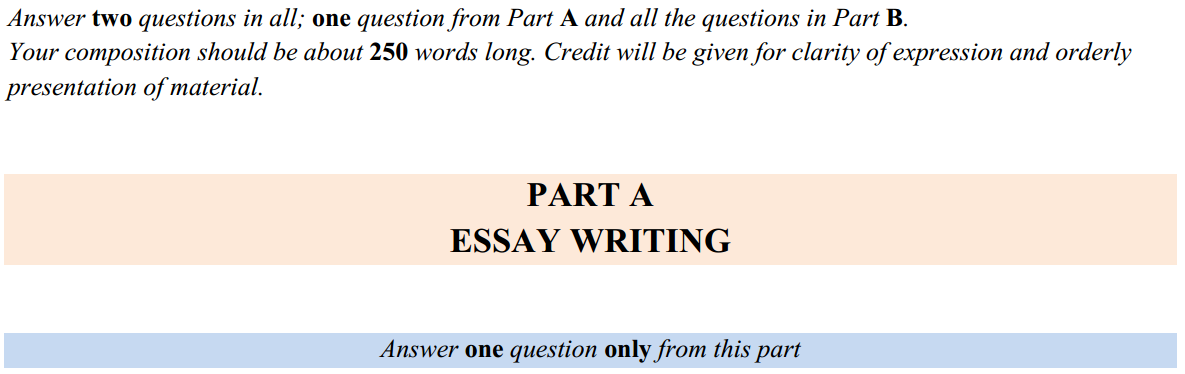 Answer two questions in all; one question from Part A and all the questions in Part B.
Your composition should be about 250 words long. Credit will be given for clarity of expression and orderly
presentation of material.
PART A
ESSAY WRITING
Answer one question only from this part